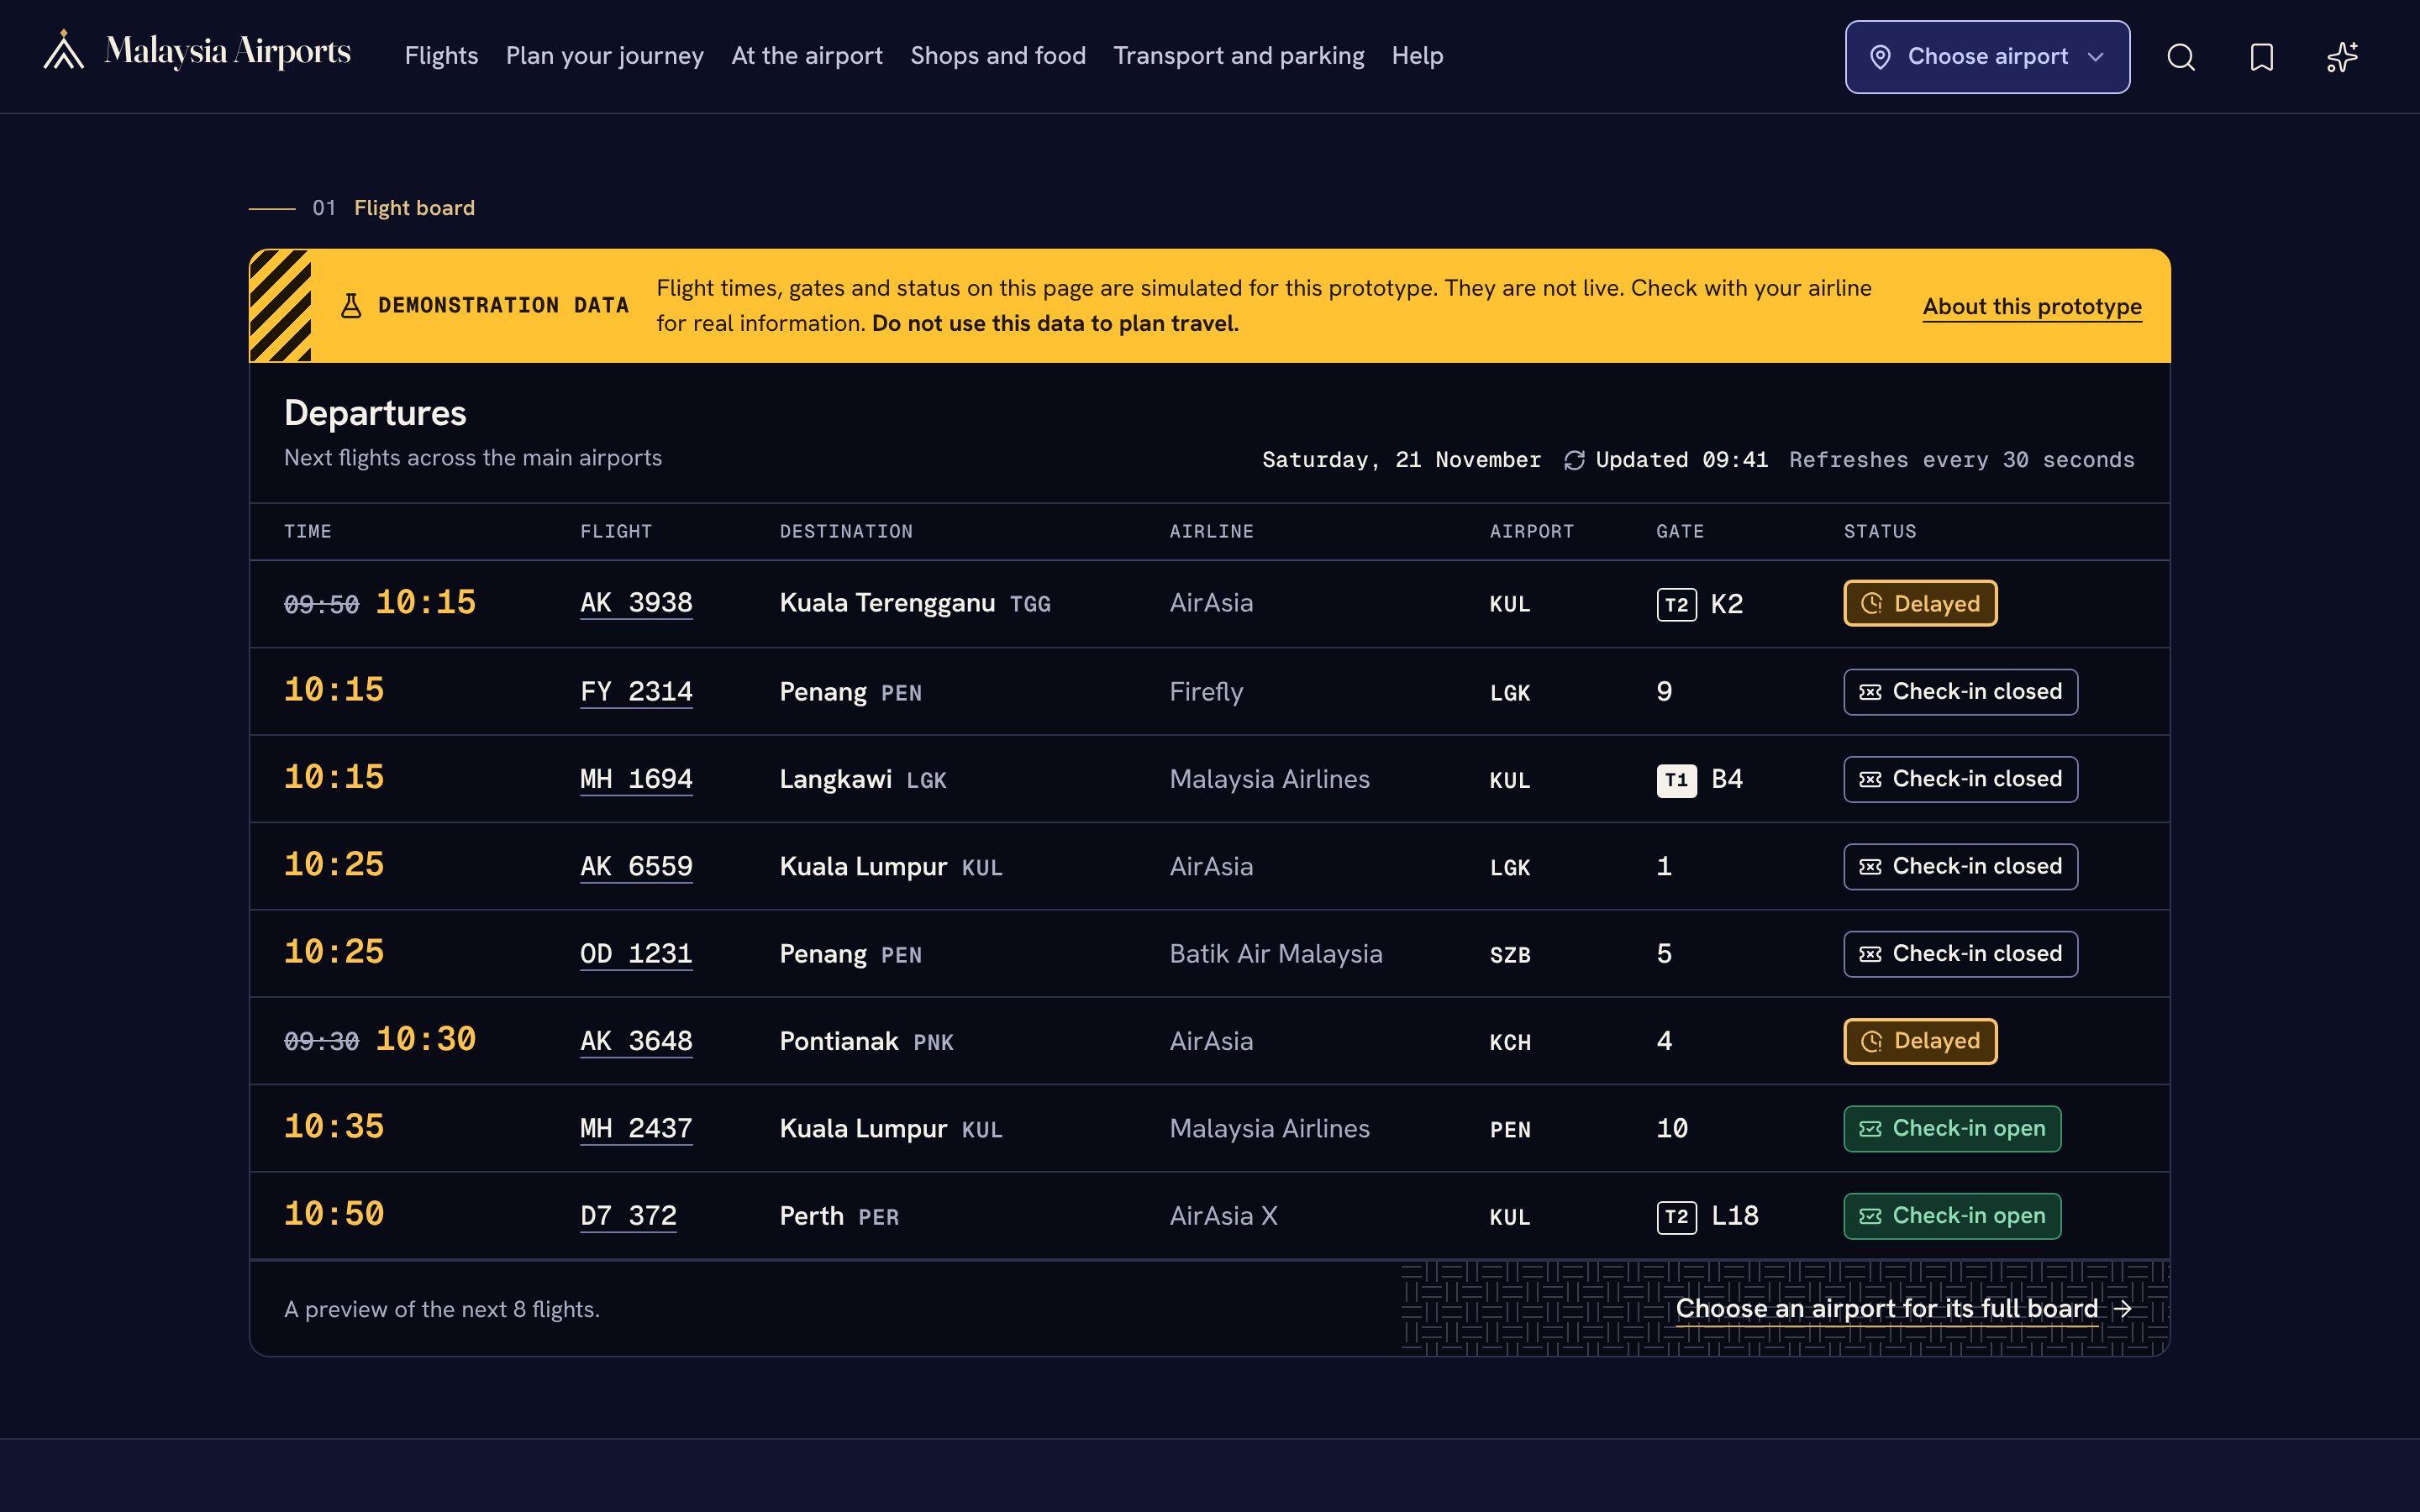 Malaysia Airports Flights Plan your journey At the airport Shops and food Transport and parking Help Choose airport
01 Flight board
DEMONSTRATION DATA
Flight times, gates and status on this page are simulated for this prototype. They are not live. Check with your airline
for real information. Do not use this data to plan travel.
About this prototype
Departures
Next flights across the main airports
Saturday, 21 November Updated 09:41 Refreshes every 30 seconds
TIME FLIGHT DESTINATION AIRLINE AIRPORT GATE STATUS
09:50 10:15 AK 3938 Kuala Terengganu TGG AirAsia KUL T2 K2 Delayed
10:15 FY 2314 Penang PEN Firefly LGK 9 Check-in closed
10:15 MH 1694 Langkawi LGK Malaysia Airlines KUL T1 B4 Check-in closed
10:25 AK 6559 Kuala Lumpur KUL AirAsia LGK 1 Check-in closed
10:25 OD 1231 Penang PEN Batik Air Malaysia SZB 5 Check-in closed
09:30 10:30 AK 3648 Pontianak PNK AirAsia KCH 4 Delayed
10:35 MH 2437 Kuala Lumpur KUL Malaysia Airlines PEN 10 Check-in open
10:50 D7 372 Perth PER AirAsia X KUL T2 L18 Check-in open
A preview of the next 8 flights. Choose an airport for its full board →